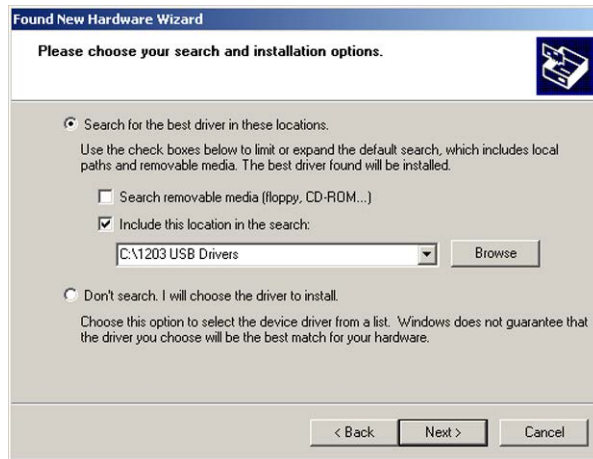 Found New Hardware Wizard
Please choose your search and installation options.
Search for the best driver in these locations.
Use the check boxes below to limit or expand the default search, which includes local
paths and removable media. The best driver found will be installed.
Search removable media (floppy, CD-ROM...)
Include this location in the search:
C:\1203 USB Drivers
Browse
Don't search. I will choose the driver to install.
Choose this option to select the device driver from a list. Windows does not guarantee that
the driver you choose will be the best match for your hardware.
< Back
Next >
Cancel